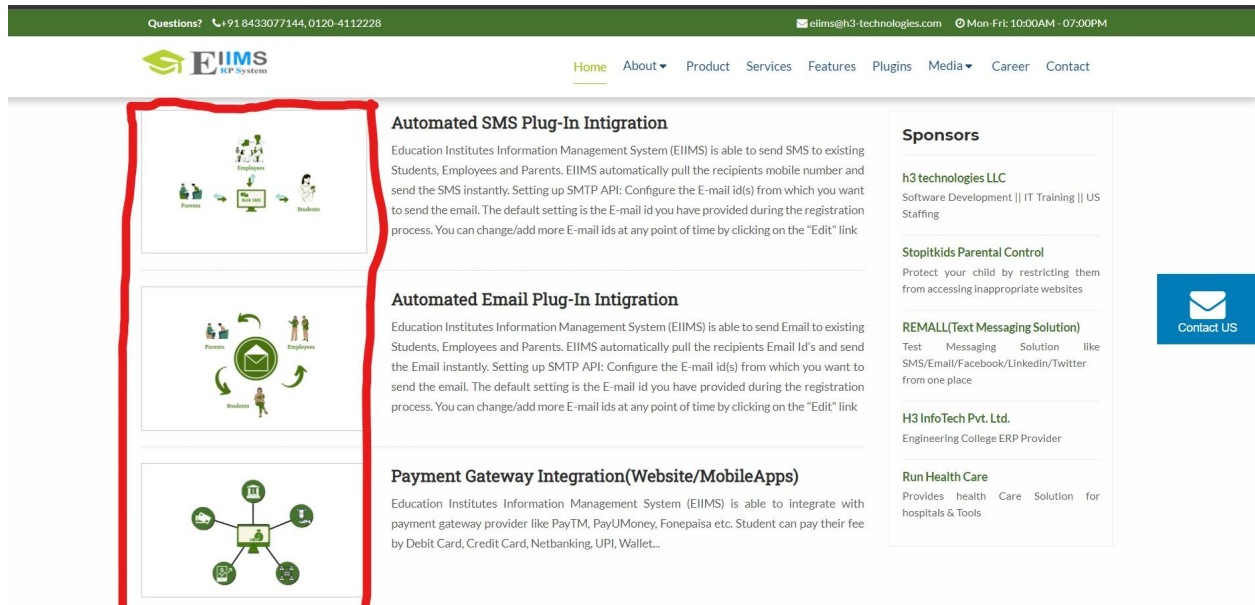 Questions? +91 8433077144, 0120-4112228
eiims@h3-technologies.com Mon-Fri: 10:00AM - 07:00PM
EIIMS
RP System
Home About Product Services Features Plugins Media Career Contact
Employees
Parents
Bulk SMS
Students
Automated SMS Plug-In Intigration
Education Institutes Information Management System (EIIMS) is able to send SMS to existing
Students, Employees and Parents. EIIMS automatically pull the recipients mobile number and
send the SMS instantly. Setting up SMTP API: Configure the E-mail id(s) from which you want
to send the email. The default setting is the E-mail id you have provided during the registration
process. You can change/add more E-mail ids at any point of time by clicking on the "Edit" link
Parents
Employees
Students
Automated Email Plug-In Intigration
Education Institutes Information Management System (EIIMS) is able to send Email to existing
Students, Employees and Parents. EIIMS automatically pull the recipients Email Id's and send
the Email instantly. Setting up SMTP API: Configure the E-mail id(s) from which you want to
send the email. The default setting is the E-mail id you have provided during the registration
process. You can change/add more E-mail ids at any point of time by clicking on the "Edit" link
Payment Gateway Integration(Website/MobileApps)
Education Institutes Information Management System (EIIMS) is able to integrate with
payment gateway provider like PayTM, PayUMoney, Fonepaisa etc. Student can pay their fee
by Debit Card, Credit Card, Netbanking, UPI, Wallet...
Sponsors
h3 technologies LLC
Software Development || IT Training || US
Staffing
Stopitkids Parental Control
Protect your child by restricting them
from accessing inappropriate websites
REMALL(Text Messaging Solution)
Test Messaging Solution like
SMS/Email/Facebook/Linkedin/Twitter
from one place
H3 InfoTech Pvt. Ltd.
Engineering College ERP Provider
Run Health Care
Provides health Care Solution for
hospitals & Tools
Contact US